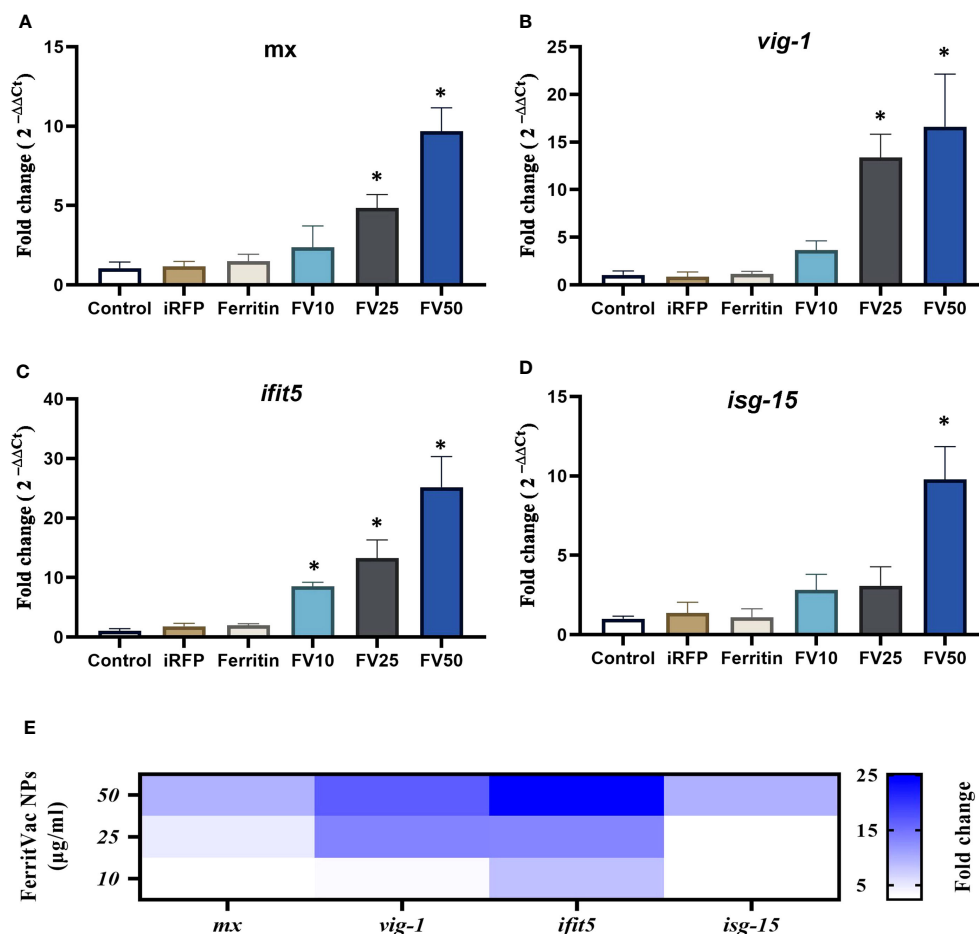 A
mx
Fold change ( 2 −ΔΔCt)
15
10
5
0
*
*
Control iRFP Ferritin FV10 FV25 FV50
B
vig-1
Fold change ( 2 −ΔΔCt)
25
20
15
10
5
0
*
*
Control iRFP Ferritin FV10 FV25 FV50
C
ifit5
Fold change ( 2 −ΔΔCt)
40
30
20
10
0
*
*
*
Control iRFP Ferritin FV10 FV25 FV50
D
isg-15
Fold change ( 2 −ΔΔCt)
15
10
5
0
*
Control iRFP Ferritin FV10 FV25 FV50
E
FerritVac NPs
(µg/ml)
50
25
10
mx vig-1 ifit5 isg-15
25
15
5
Fold change